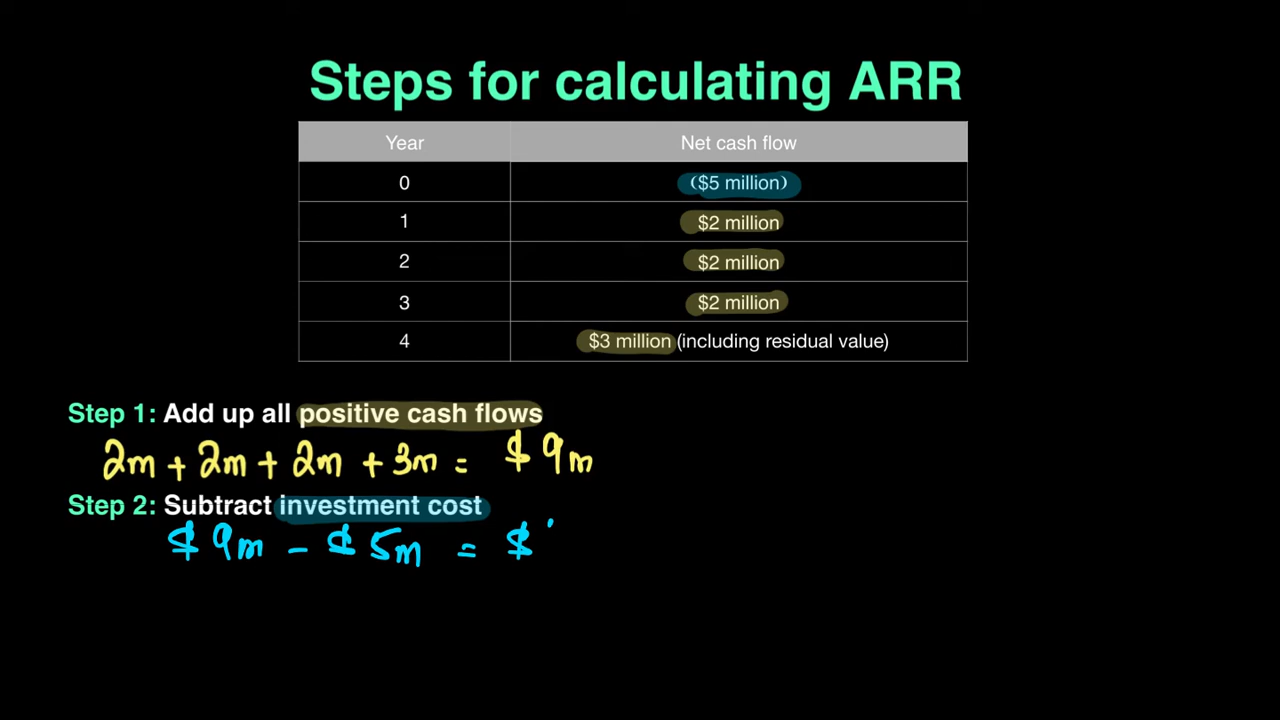 Steps for calculating ARR
Year Net cash flow
0 ($5 million)
1 $2 million
2 $2 million
3 $2 million
4 $3 million (including residual value)
Step 1: Add up all positive cash flows
2m + 2m + 2m + 3m = $9m
Step 2: Subtract investment cost
$9m - $5m = $